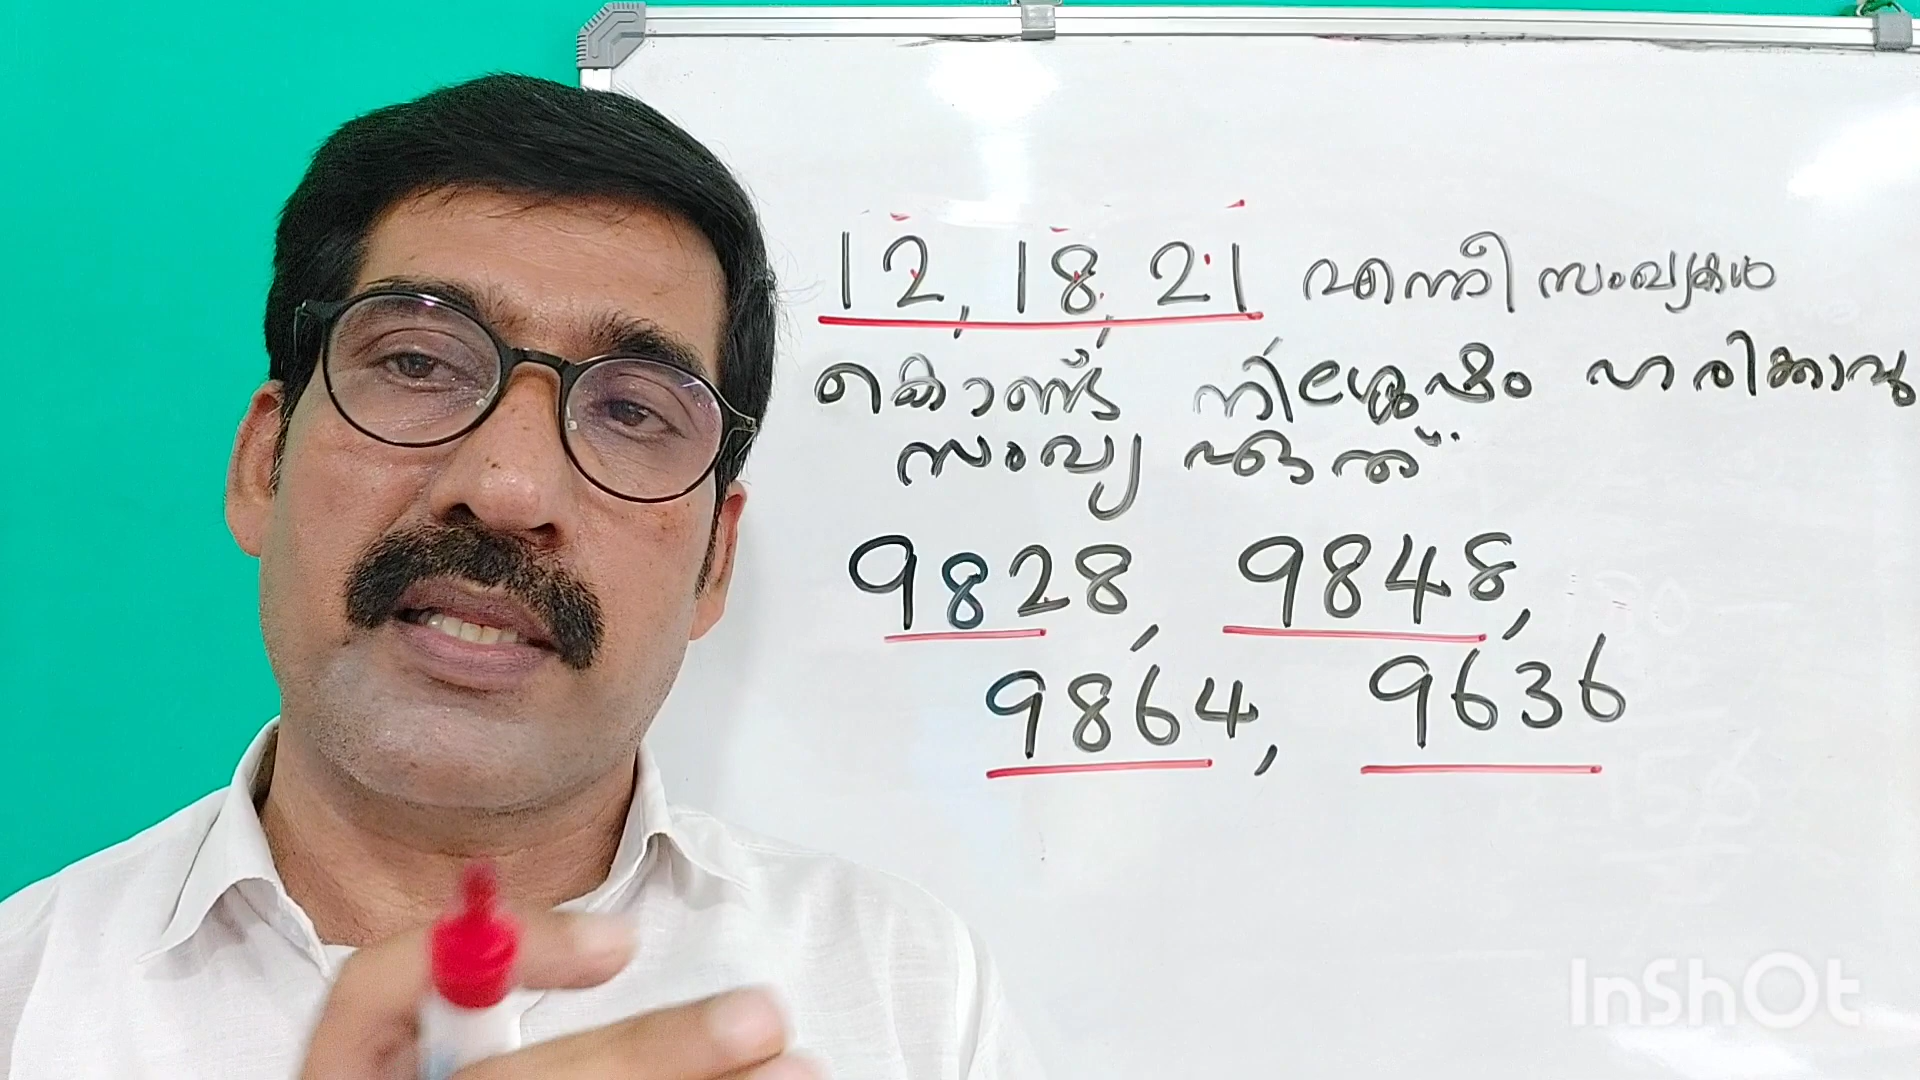 12, 18, 21 എന്നീ സംഖ്യകൾ
കൊണ്ട് നിശ്ശേഷം ഹരിക്കാവു
സംഖ്യ ഏത്
9828, 9848,
9864, 9636
InShOt